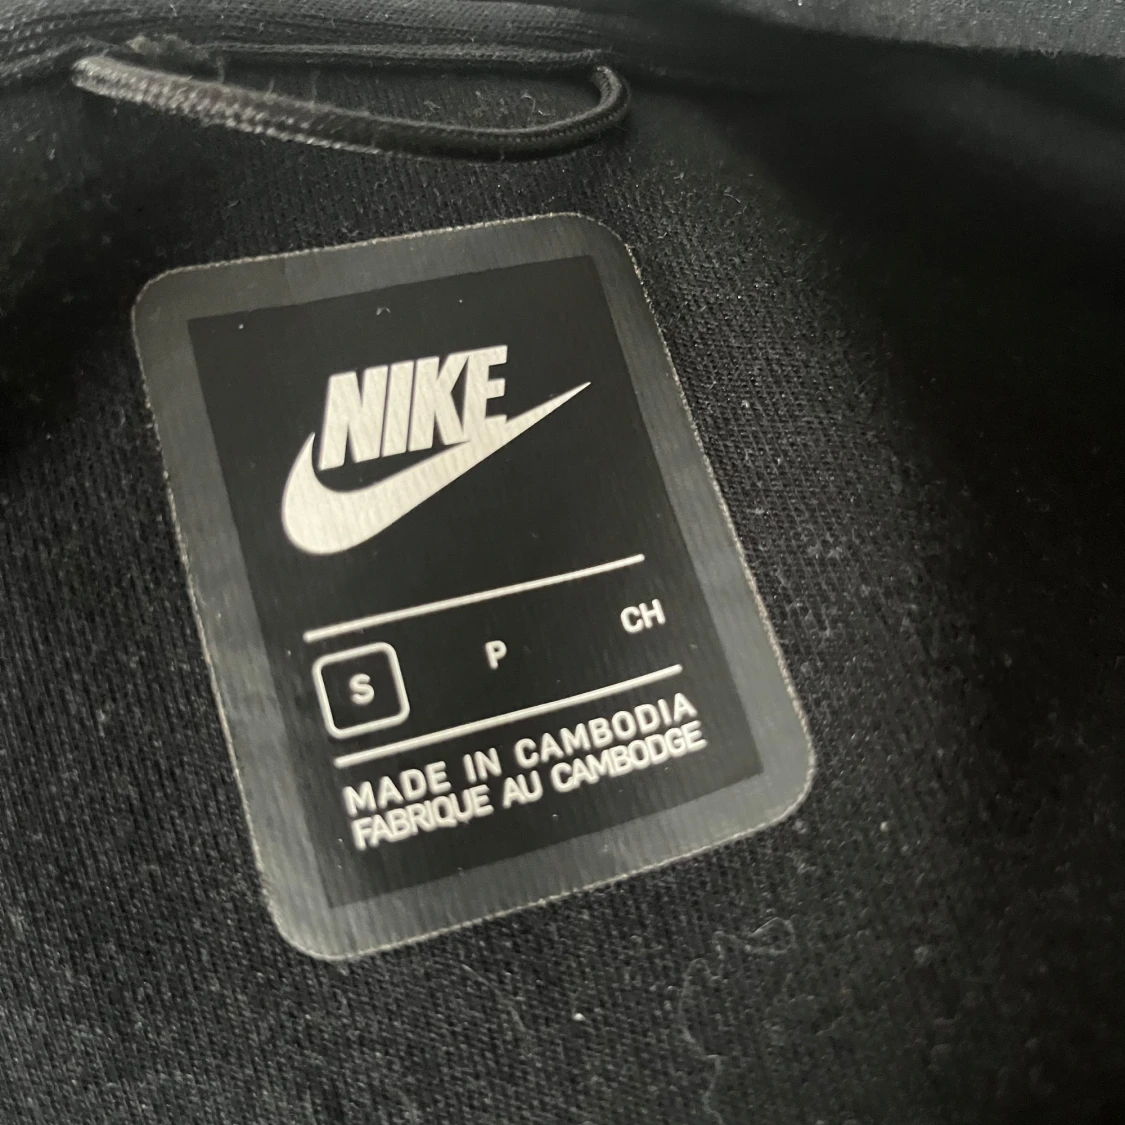 NIKE
S P CH
MADE IN CAMBODIA
FABRIQUE AU CAMBODGE